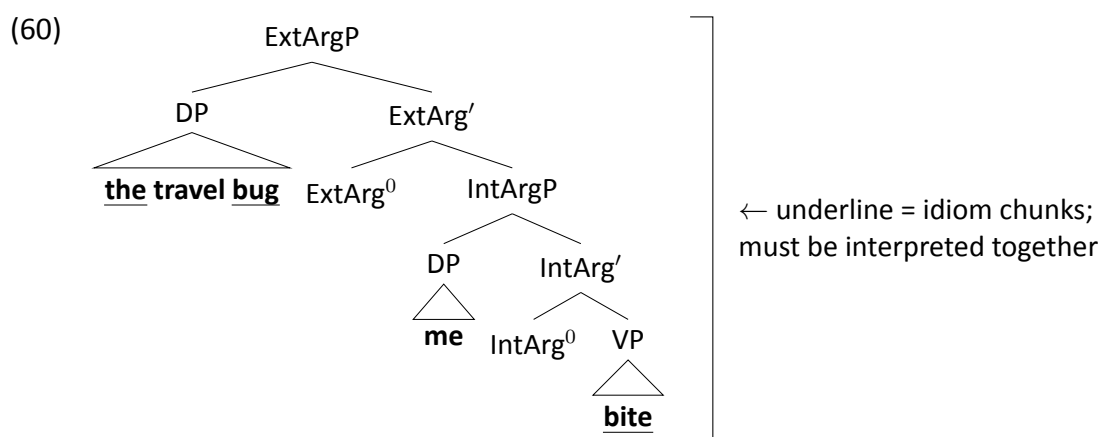 (60)
ExtArgP
DP ExtArg′
the travel bug ExtArg⁰ IntArgP
← underline = idiom chunks;
must be interpreted together
DP IntArg′
me IntArg⁰ VP
bite